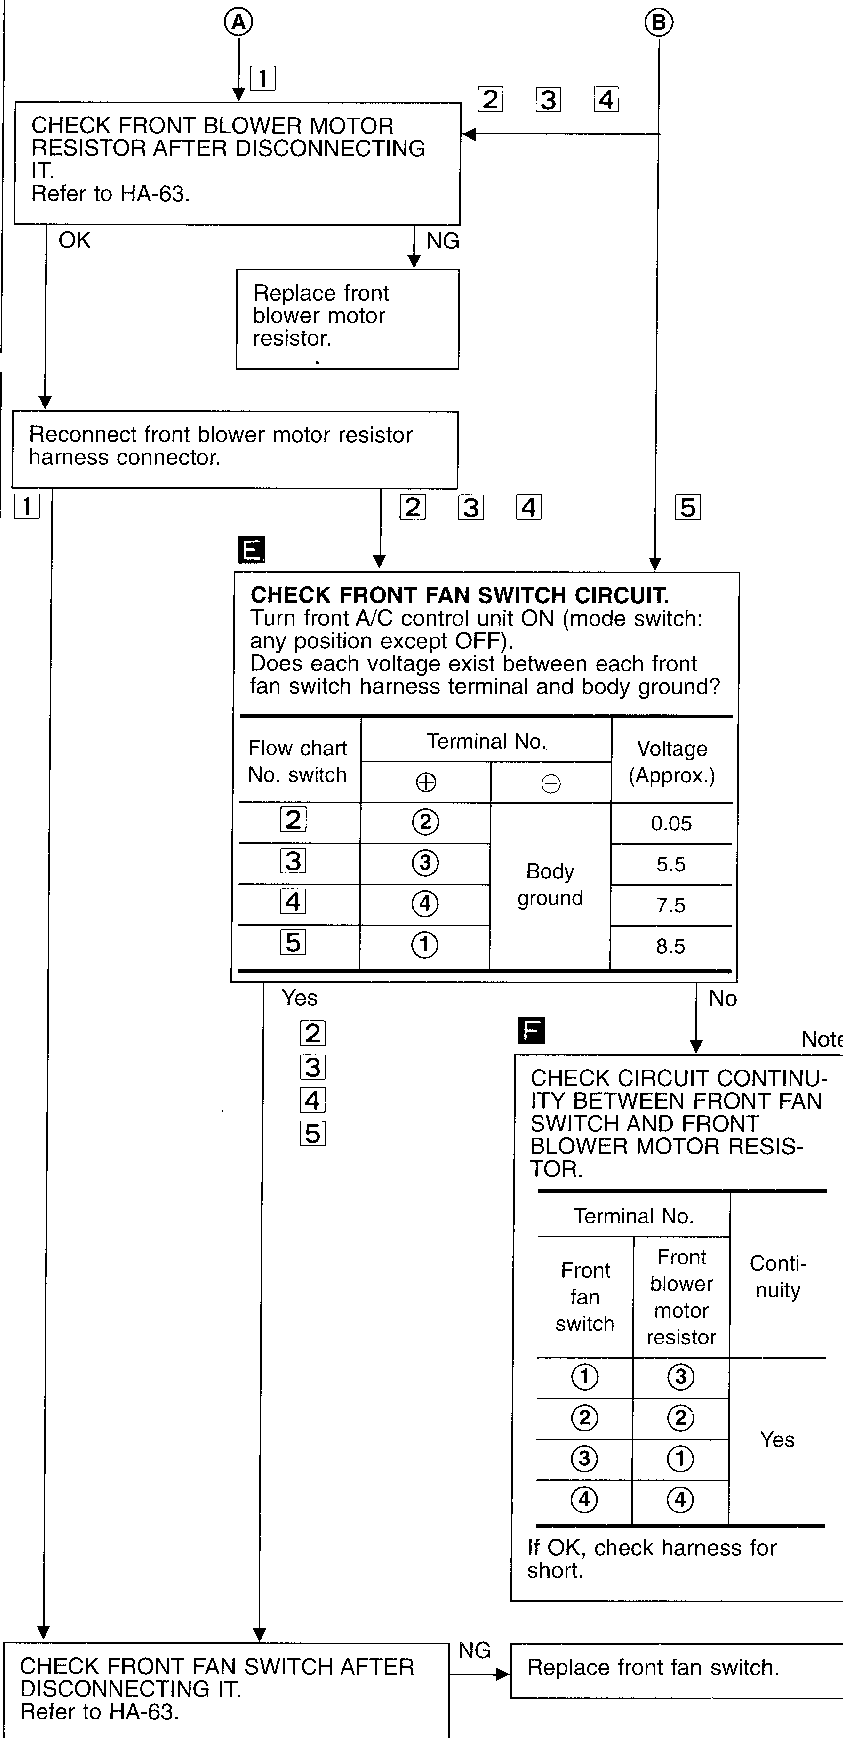 A
B
1
2 3 4
CHECK FRONT BLOWER MOTOR
RESISTOR AFTER DISCONNECTING
IT.
Refer to HA-63.
OK
NG
Replace front
blower motor
resistor.
Reconnect front blower motor resistor
harness connector.
1
2 3 4
5
E
CHECK FRONT FAN SWITCH CIRCUIT.
Turn front A/C control unit ON (mode switch:
any position except OFF).
Does each voltage exist between each front
fan switch harness terminal and body ground?
Flow chart
No. switch
Terminal No.
⊕ ⊖
Voltage
(Approx.)
2 ② 0.05
3 ③ 5.5
Body
ground
4 ④ 7.5
5 ① 8.5
Yes
2
3
4
5
No
F
Note
CHECK CIRCUIT CONTINU-
ITY BETWEEN FRONT FAN
SWITCH AND FRONT
BLOWER MOTOR RESIS-
TOR.
Terminal No.
Front
fan
switch
Front
blower
motor
resistor
Conti-
nuity
① ③
② ②
Yes
③ ①
④ ④
If OK, check harness for
short.
CHECK FRONT FAN SWITCH AFTER
DISCONNECTING IT.
Refer to HA-63.
NG
Replace front fan switch.